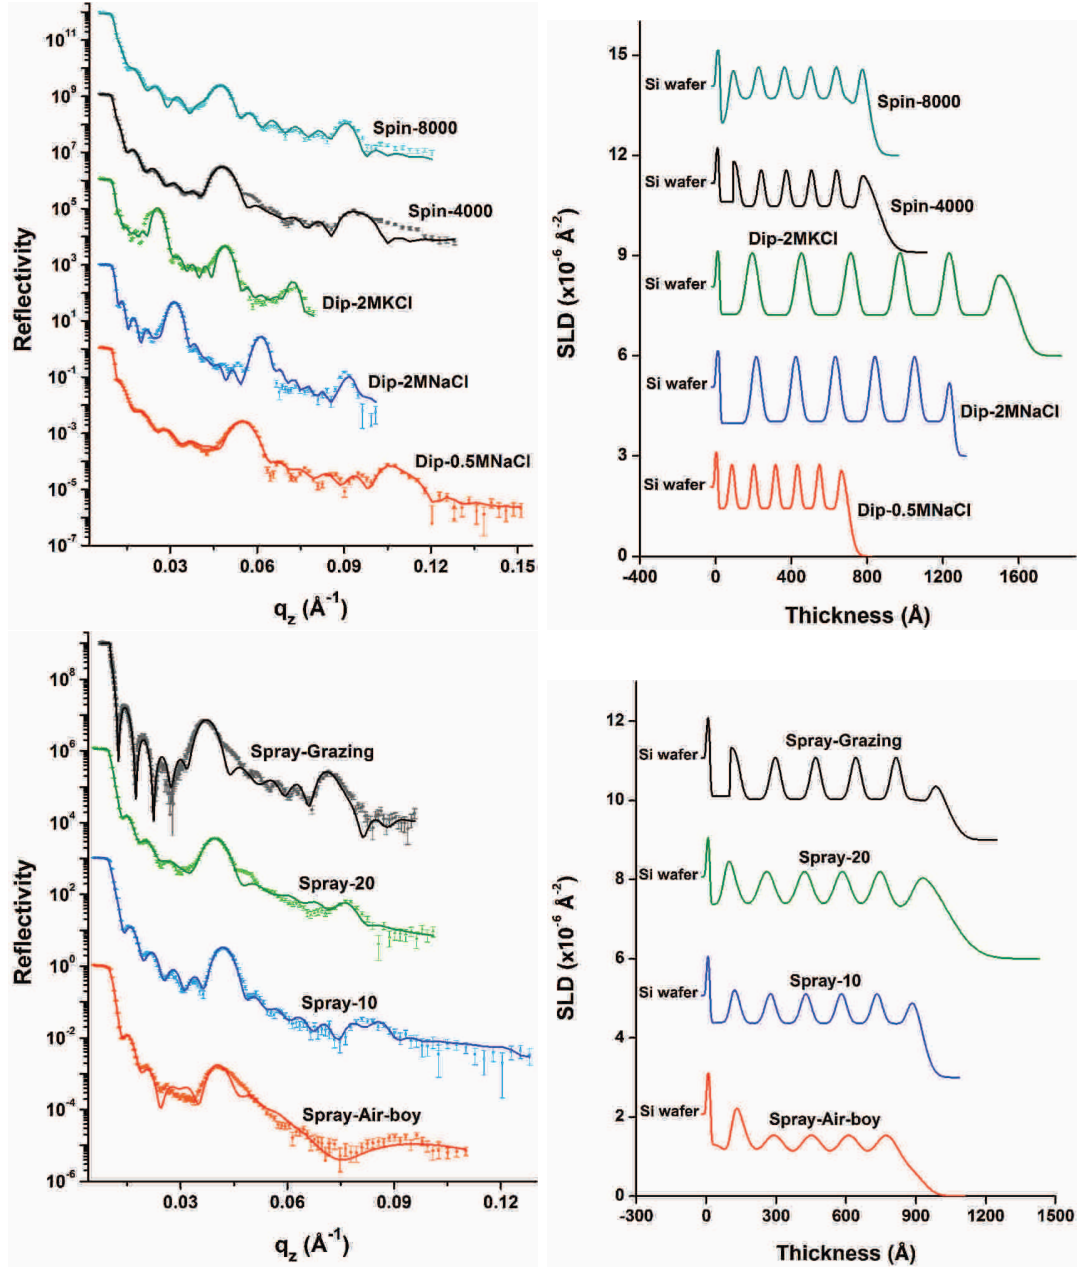 10^11
10^9
10^7
10^5
10^3
10^1
10^-1
10^-3
10^-5
10^-7
Reflectivity
Spin-8000
Spin-4000
Dip-2MKCl
Dip-2MNaCl
Dip-0.5MNaCl
0.03 0.06 0.09 0.12 0.15
q_z (Å^-1)
15
12
9
6
3
0
SLD (x10^-6 Å^-2)
Si wafer
Spin-8000
Si wafer
Spin-4000
Dip-2MKCl
Si wafer
Si wafer
Dip-2MNaCl
Si wafer
Dip-0.5MNaCl
-400 0 400 800 1200 1600
Thickness (Å)
10^8
10^6
10^4
10^2
10^0
10^-2
10^-4
10^-6
Reflectivity
Spray-Grazing
Spray-20
Spray-10
Spray-Air-boy
0.03 0.06 0.09 0.12
q_z (Å^-1)
12
10
8
6
4
2
0
SLD (x10^-6 Å^-2)
Spray-Grazing
Si wafer
Spray-20
Si wafer
Spray-10
Si wafer
Si wafer
Spray-Air-boy
-300 0 300 600 900 1200 1500
Thickness (Å)